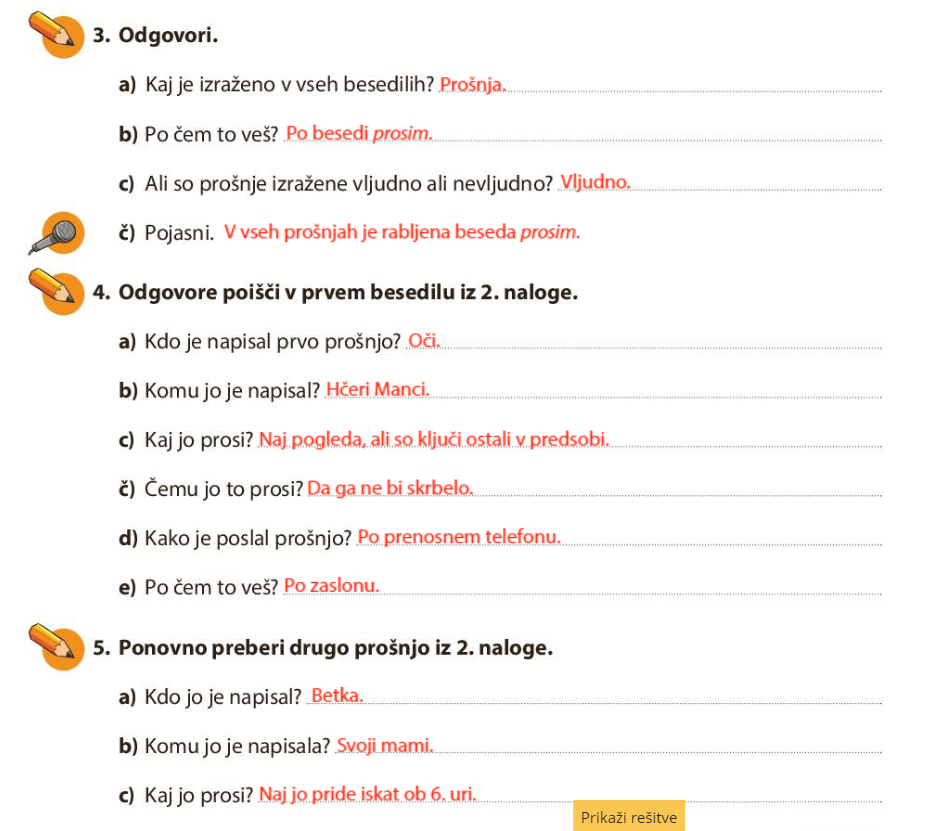 3. Odgovori.
a) Kaj je izraženo v vseh besedilih? Prošnja.
b) Po čem to veš? Po besedi prosim.
c) Ali so prošnje izražene vljudno ali nevljudno? Vljudno.
č) Pojasni. V vseh prošnjah je rabljena beseda prosim.
4. Odgovore poišči v prvem besedilu iz 2. naloge.
a) Kdo je napisal prvo prošnjo? Oči.
b) Komu jo je napisal? Hčeri Manci.
c) Kaj jo prosi? Naj pogleda, ali so ključi ostali v predsobi.
č) Čemu jo to prosi? Da ga ne bi skrbelo.
d) Kako je poslal prošnjo? Po prenosnem telefonu.
e) Po čem to veš? Po zaslonu.
5. Ponovno preberi drugo prošnjo iz 2. naloge.
a) Kdo jo je napisal? Betka.
b) Komu jo je napisala? Svoji mami.
c) Kaj jo prosi? Naj jo pride iskat ob 6. uri.
Prikaži rešitve